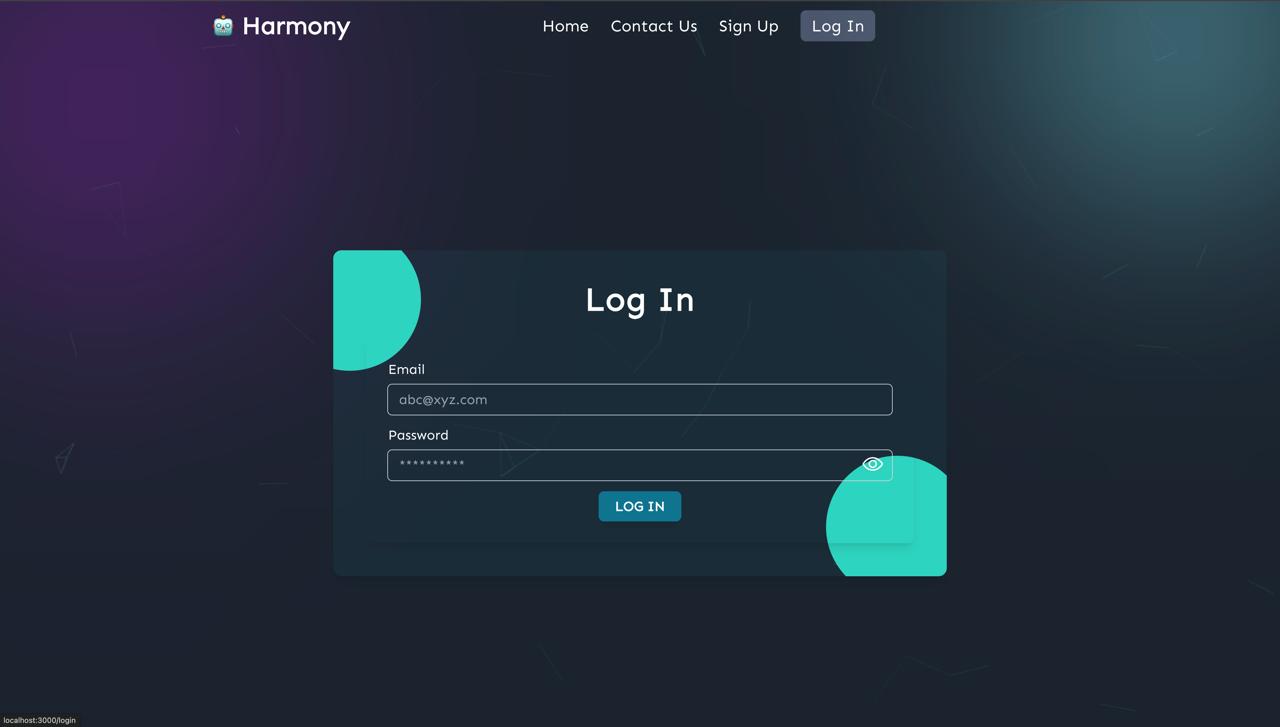 Harmony
Home Contact Us Sign Up Log In
Log In
Email
abc@xyz.com
Password
**********
LOG IN
localhost:3000/login